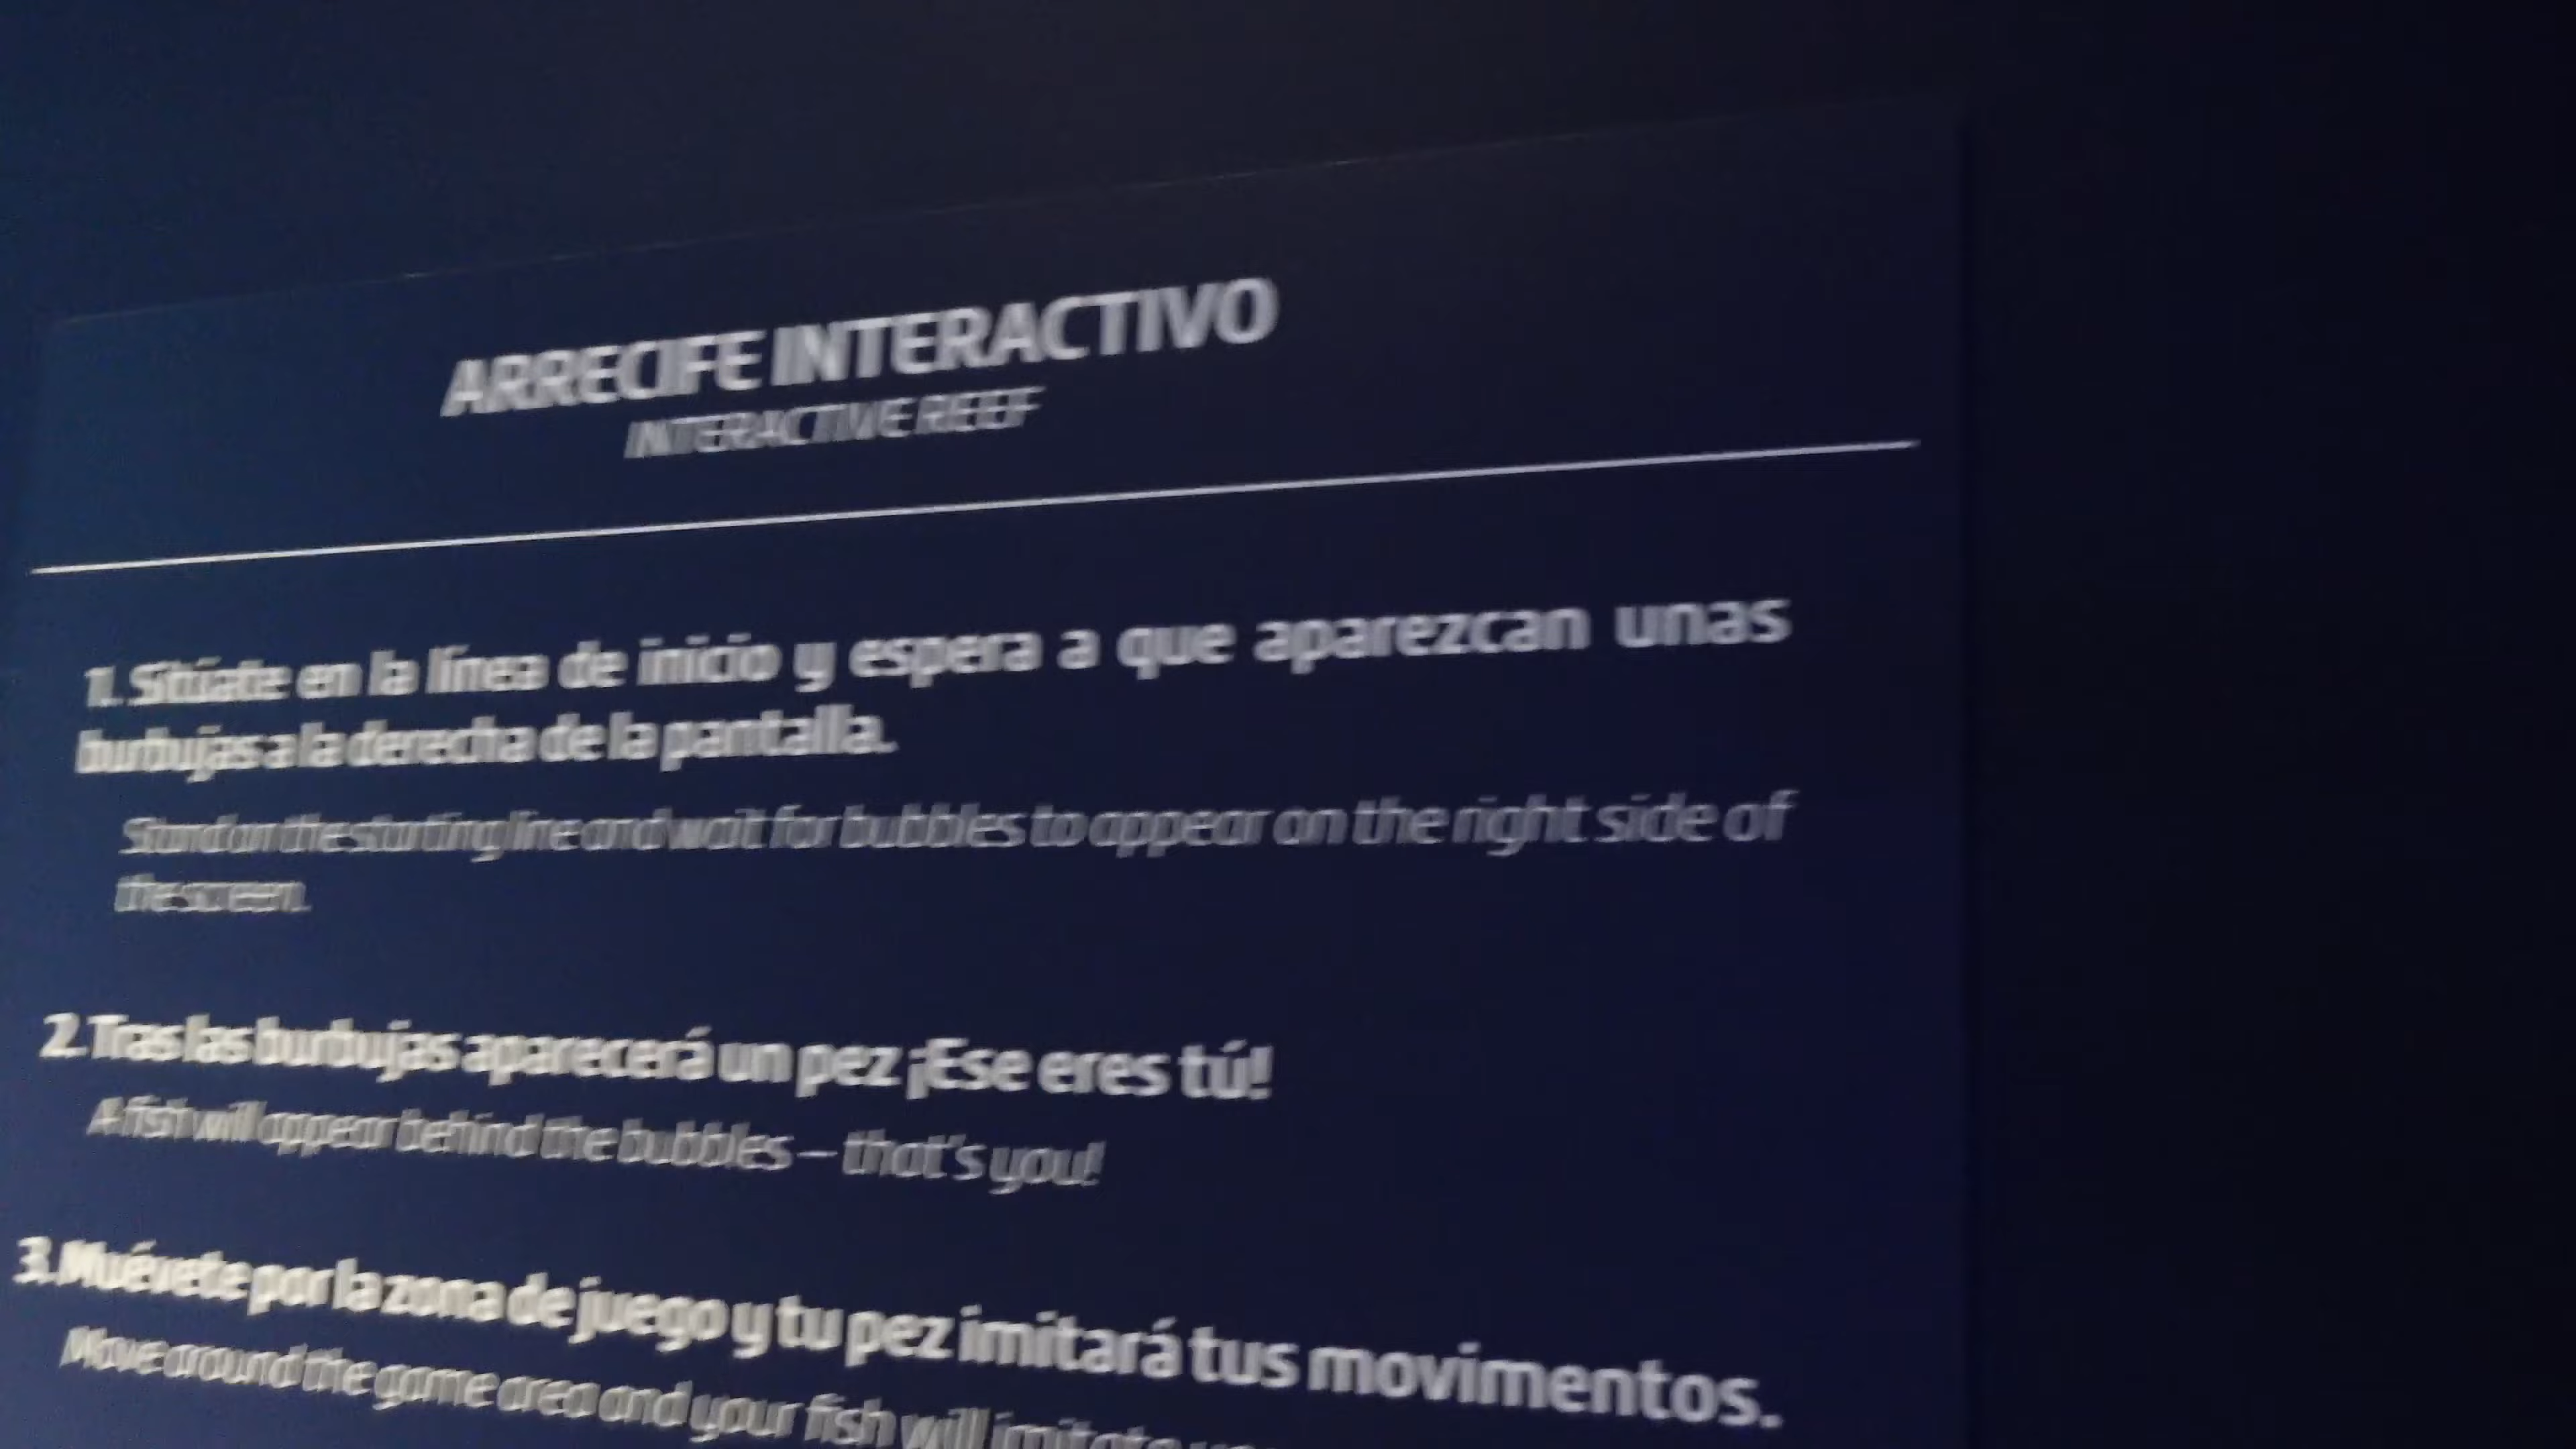 ARRECIFE INTERACTIVO
INTERACTIVE REEF
1. Sitúate en la línea de inicio y espera a que aparezcan unas
burbujas a la derecha de la pantalla.
Stand on the starting line and wait for bubbles to appear on the right side of
the screen.
2. Tras las burbujas aparecerá un pez ¡Ese eres tú!
A fish will appear behind the bubbles – that's you!
3. Muévete por la zona de juego y tu pez imitará tus movimentos.
Move around the game area and your fish will imitate